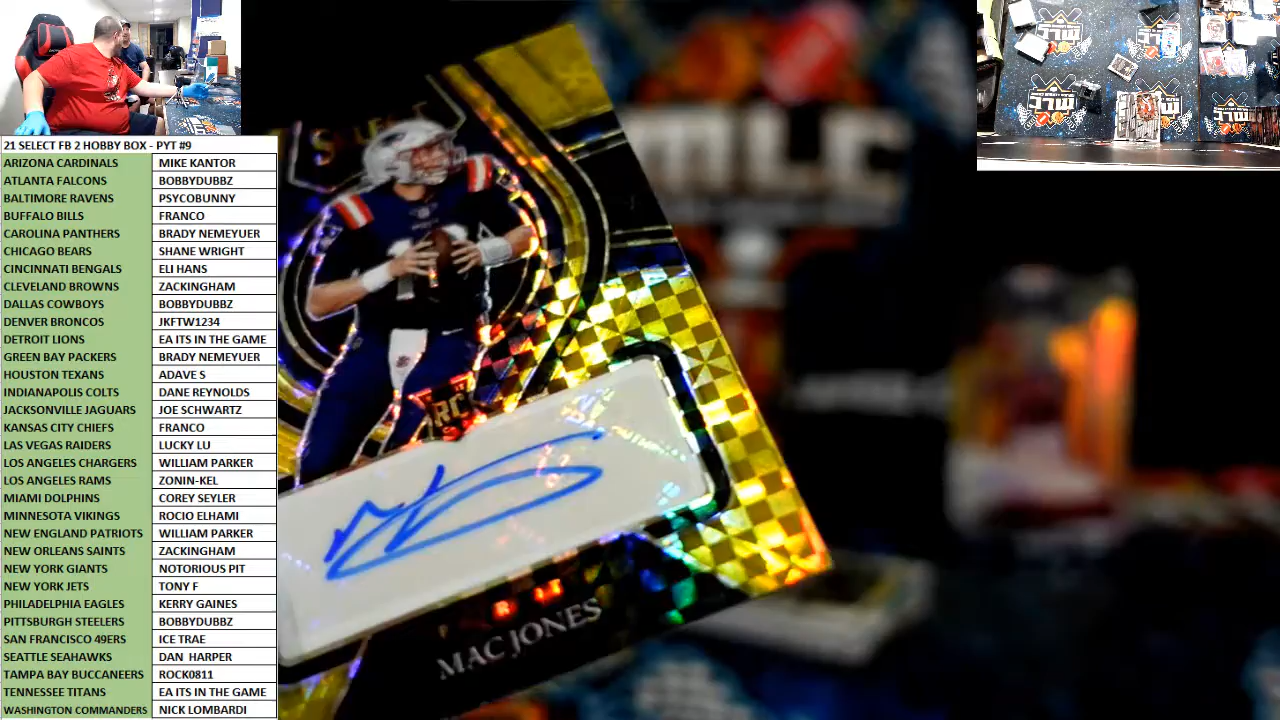 21 SELECT FB 2 HOBBY BOX - PYT #9
ARIZONA CARDINALS MIKE KANTOR
ATLANTA FALCONS BOBBYDUBBZ
BALTIMORE RAVENS PSYCOBUNNY
BUFFALO BILLS FRANCO
CAROLINA PANTHERS BRADY NEMEYUER
CHICAGO BEARS SHANE WRIGHT
CINCINNATI BENGALS ELI HANS
CLEVELAND BROWNS ZACKINGHAM
DALLAS COWBOYS BOBBYDUBBZ
DENVER BRONCOS JKFTW1234
DETROIT LIONS EA ITS IN THE GAME
GREEN BAY PACKERS BRADY NEMEYUER
HOUSTON TEXANS ADAVE S
INDIANAPOLIS COLTS DANE REYNOLDS
JACKSONVILLE JAGUARS JOE SCHWARTZ
KANSAS CITY CHIEFS FRANCO
LAS VEGAS RAIDERS LUCKY LU
LOS ANGELES CHARGERS WILLIAM PARKER
LOS ANGELES RAMS ZONIN-KEL
MIAMI DOLPHINS COREY SEYLER
MINNESOTA VIKINGS ROCIO ELHAMI
NEW ENGLAND PATRIOTS WILLIAM PARKER
NEW ORLEANS SAINTS ZACKINGHAM
NEW YORK GIANTS NOTORIOUS PIT
NEW YORK JETS TONY F
PHILADELPHIA EAGLES KERRY GAINES
PITTSBURGH STEELERS BOBBYDUBBZ
SAN FRANCISCO 49ERS ICE TRAE
SEATTLE SEAHAWKS DAN HARPER
TAMPA BAY BUCCANEERS ROCK0811
TENNESSEE TITANS EA ITS IN THE GAME
WASHINGTON COMMANDERS NICK LOMBARDI
SELECT
RC
MAC JONES
MLC